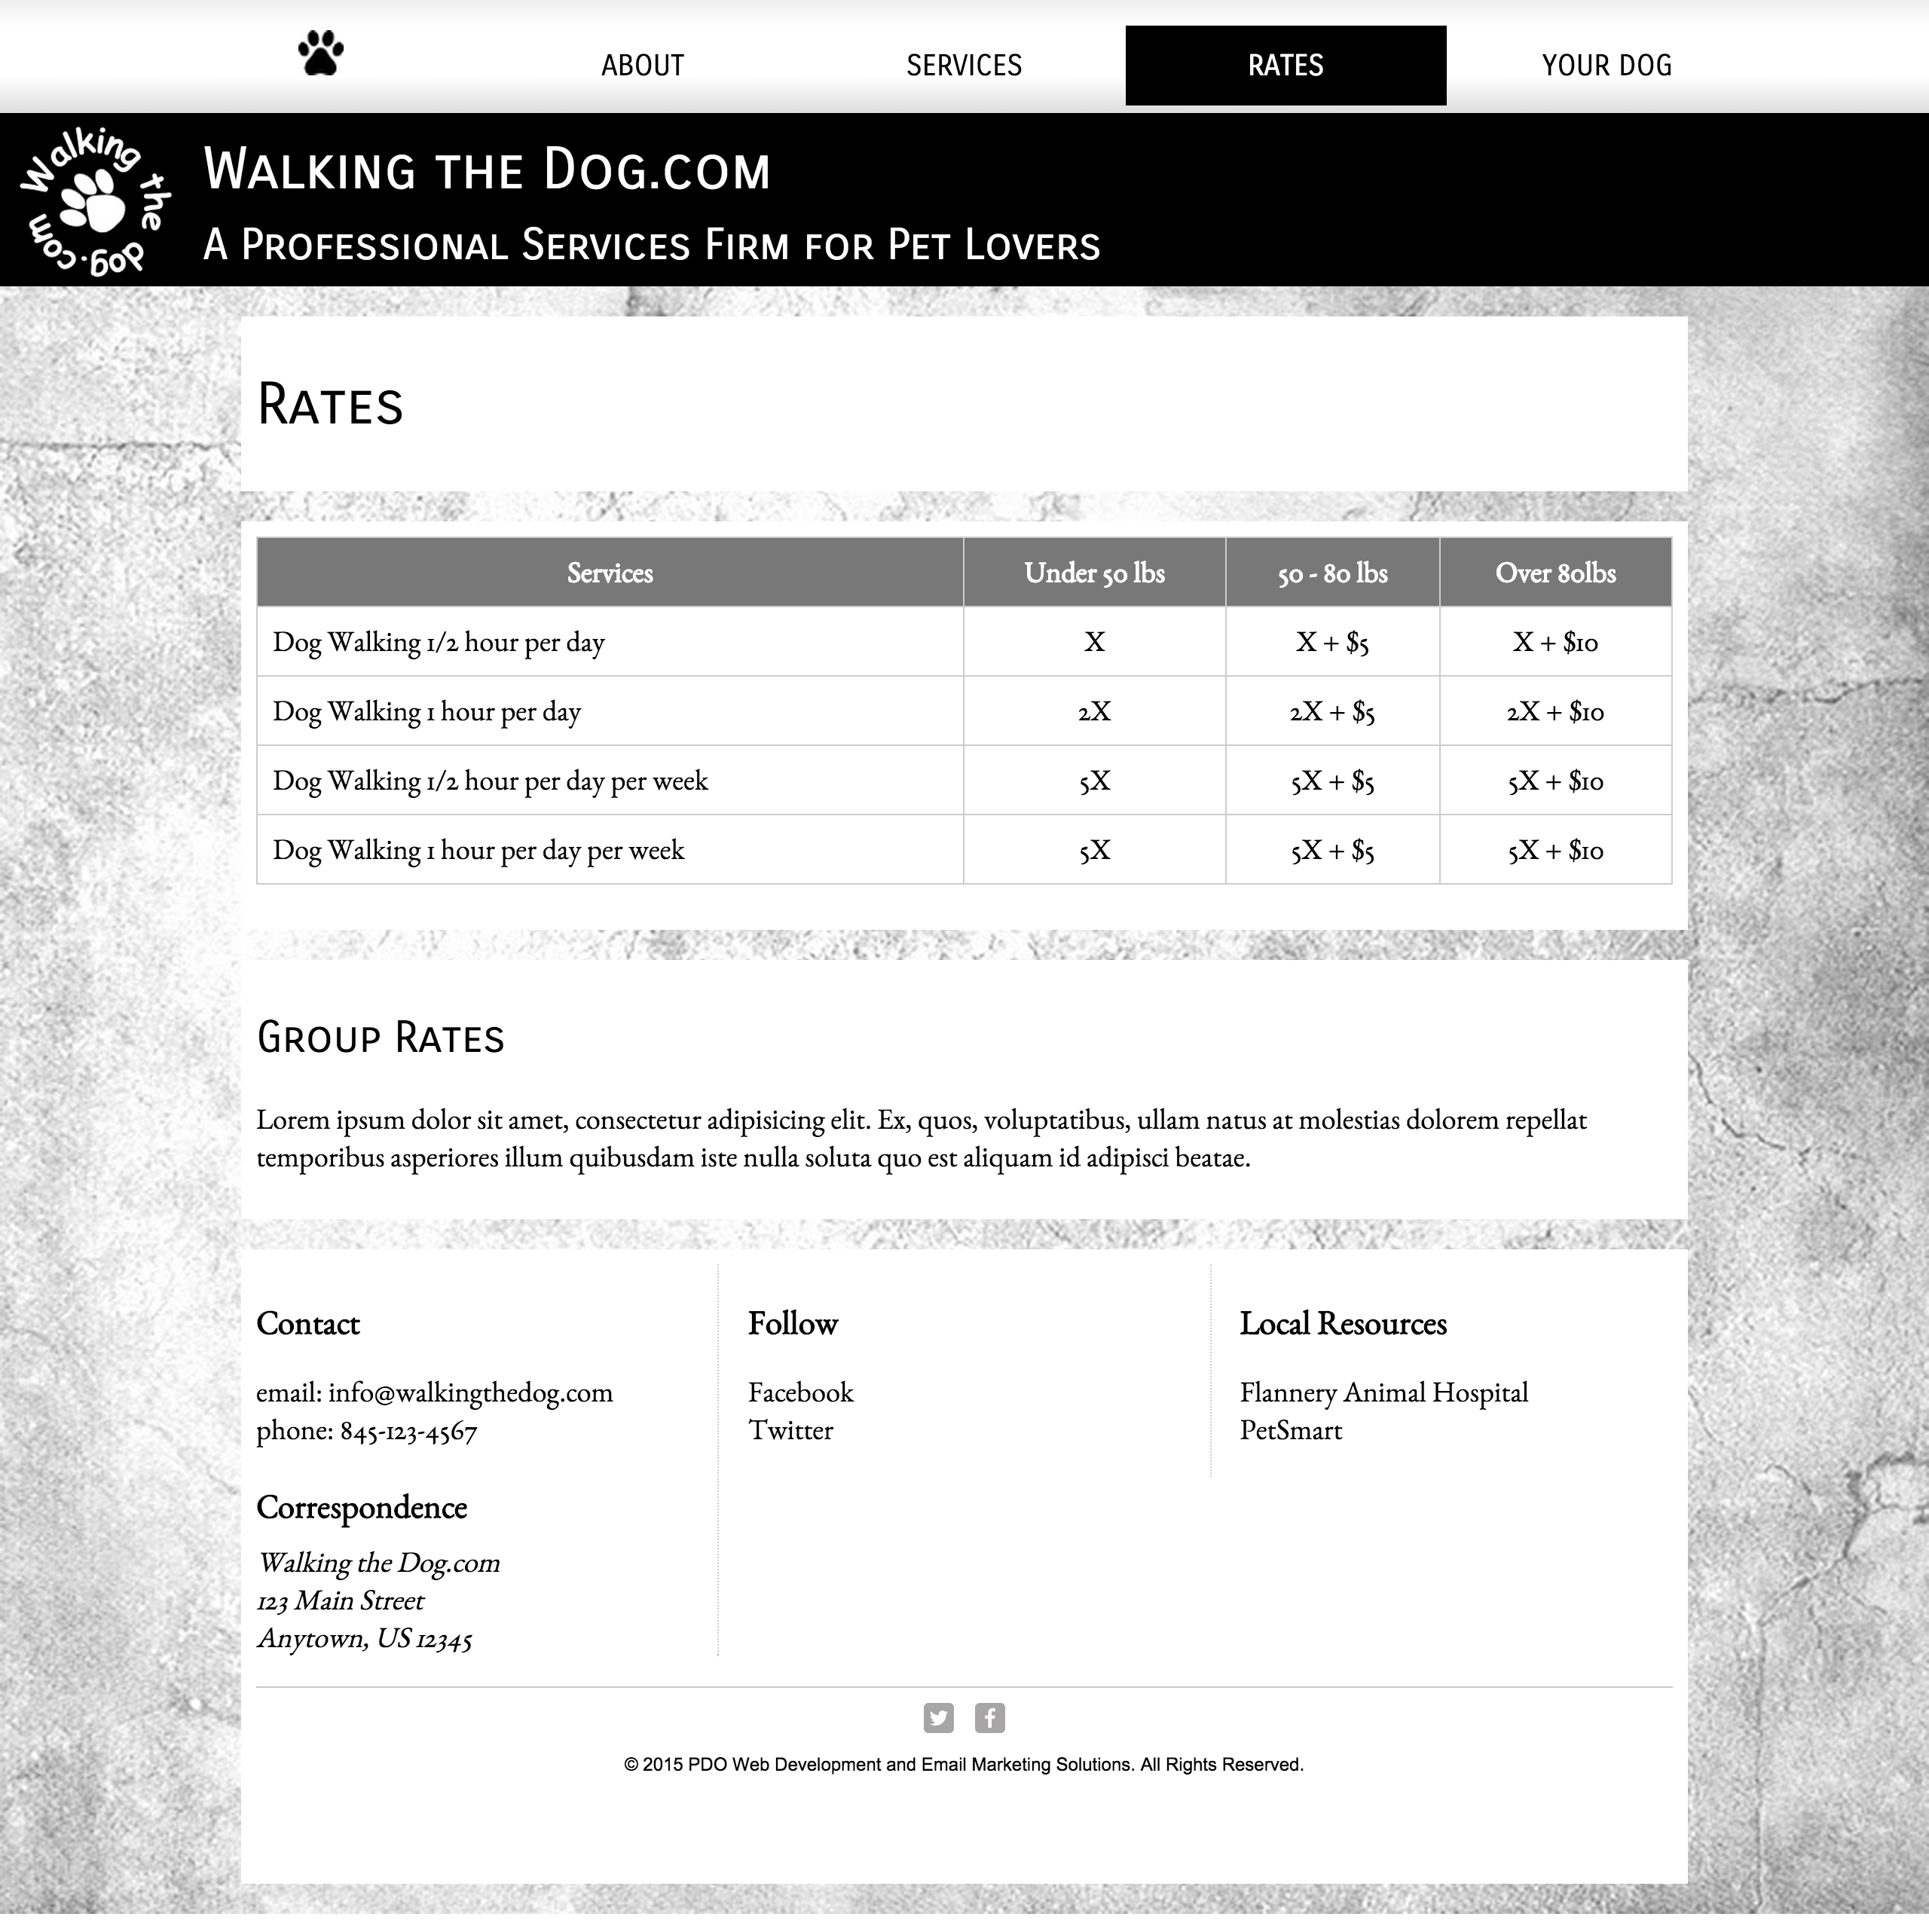 ABOUT SERVICES RATES YOUR DOG
Walking the dog.com
Walking the Dog.com
A Professional Services Firm for Pet Lovers
Rates
Services Under 50 lbs 50 - 80 lbs Over 80lbs
Dog Walking 1/2 hour per day X X + $5 X + $10
Dog Walking 1 hour per day 2X 2X + $5 2X + $10
Dog Walking 1/2 hour per day per week 5X 5X + $5 5X + $10
Dog Walking 1 hour per day per week 5X 5X + $5 5X + $10
Group Rates
Lorem ipsum dolor sit amet, consectetur adipisicing elit. Ex, quos, voluptatibus, ullam natus at molestias dolorem repellat
temporibus asperiores illum quibusdam iste nulla soluta quo est aliquam id adipisci beatae.
Contact
email: info@walkingthedog.com
phone: 845-123-4567
Correspondence
Walking the Dog.com
123 Main Street
Anytown, US 12345
Follow
Facebook
Twitter
Local Resources
Flannery Animal Hospital
PetSmart
© 2015 PDO Web Development and Email Marketing Solutions. All Rights Reserved.